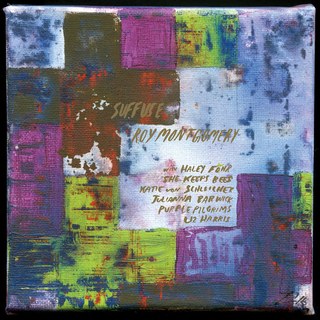 SUFFUSE
ROY MONTGOMERY
WITH HALEY FOHR
SHE KEEPS BEES
KATIE VON SCHLEICHER
JULIANNA BARWICK
PURPLE PILGRIMS
LIZ HARRIS